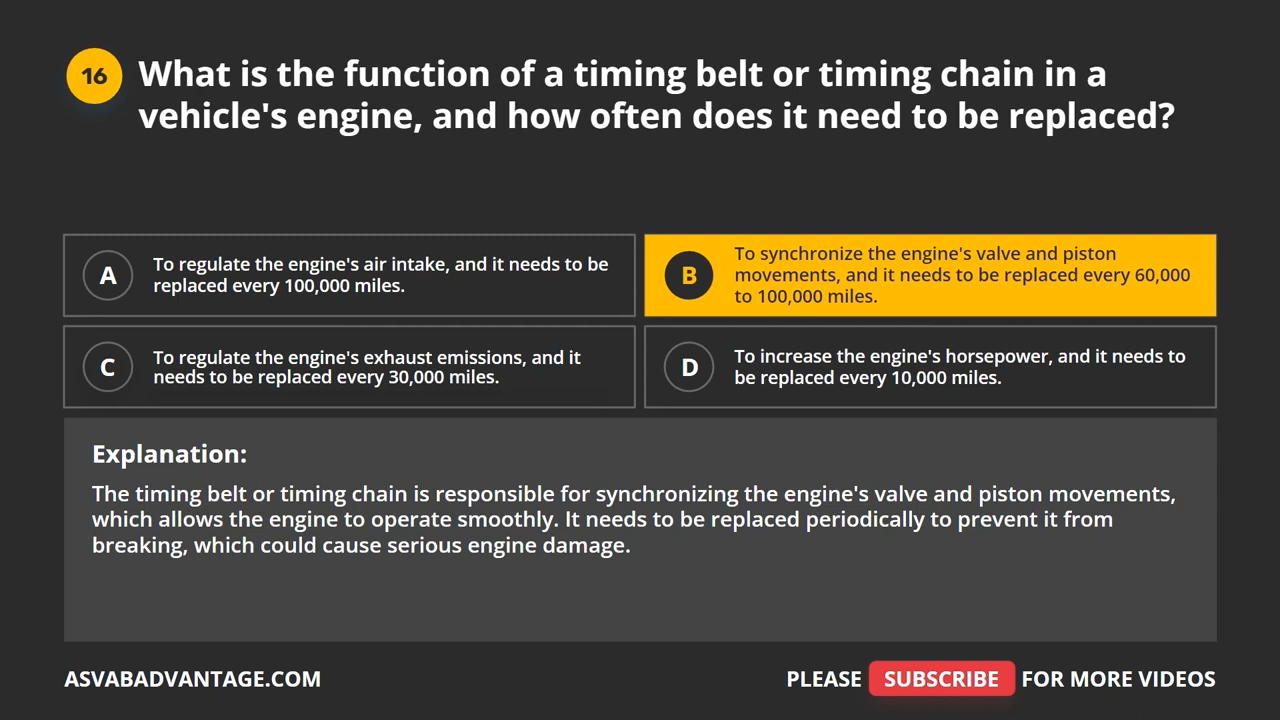 16
What is the function of a timing belt or timing chain in a
vehicle's engine, and how often does it need to be replaced?
A
To regulate the engine's air intake, and it needs to be
replaced every 100,000 miles.
B
To synchronize the engine's valve and piston
movements, and it needs to be replaced every 60,000
to 100,000 miles.
C
To regulate the engine's exhaust emissions, and it
needs to be replaced every 30,000 miles.
D
To increase the engine's horsepower, and it needs to
be replaced every 10,000 miles.
Explanation:
The timing belt or timing chain is responsible for synchronizing the engine's valve and piston movements,
which allows the engine to operate smoothly. It needs to be replaced periodically to prevent it from
breaking, which could cause serious engine damage.
ASVABADVANTAGE.COM
PLEASE SUBSCRIBE FOR MORE VIDEOS